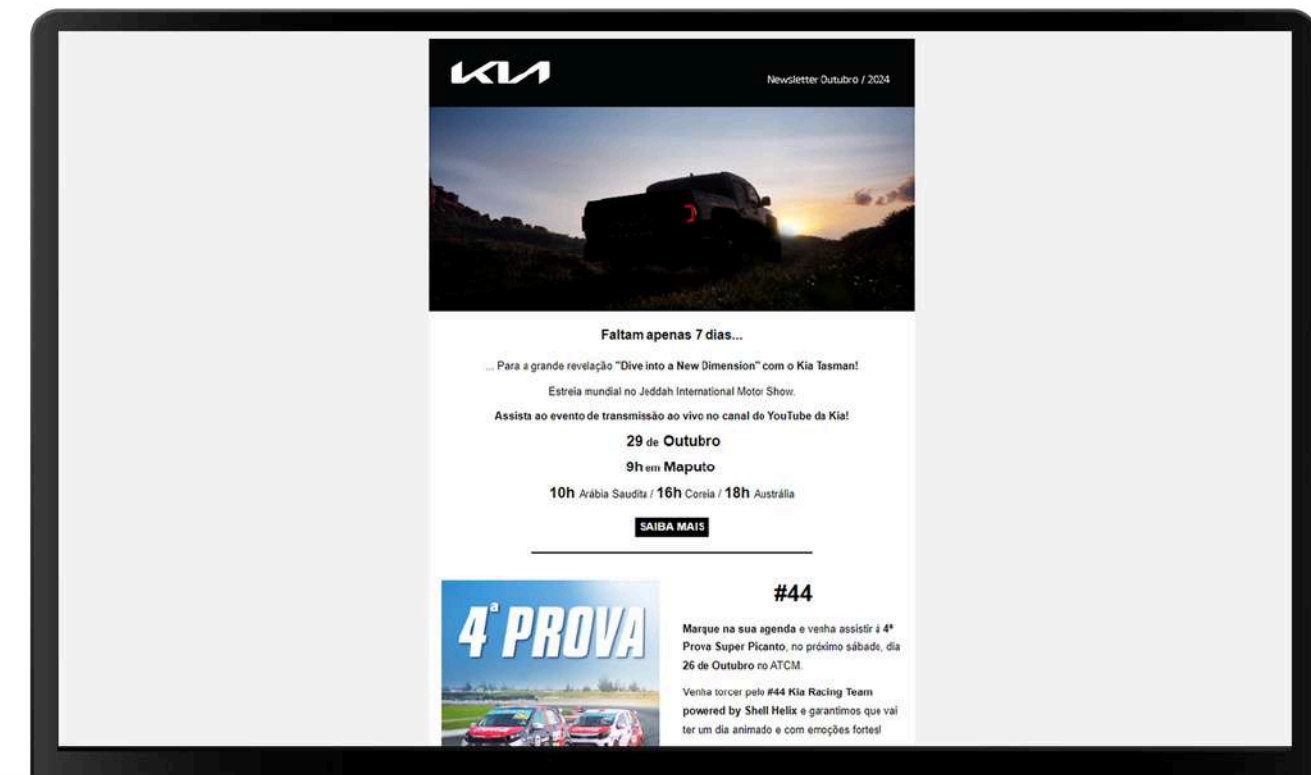 KIA
Newsletter Outubro / 2024
Faltam apenas 7 dias...
... Para a grande revelação "Dive into a New Dimension" com o Kia Tasman!
Estreia mundial no Jeddah International Motor Show.
Assista ao evento de transmissão ao vivo no canal do YouTube da Kia!
29 de Outubro
9h em Maputo
10h Arábia Saudita / 16h Coreia / 18h Austrália
SAIBA MAIS
4ª PROVA
#44
Marque na sua agenda e venha assistir à 4ª
Prova Super Picanto, no próximo sábado, dia
26 de Outubro no ATCM.
Venha torcer pelo #44 Kia Racing Team
powered by Shell Helix e garantimos que vai
ter um dia animado e com emoções fortes!